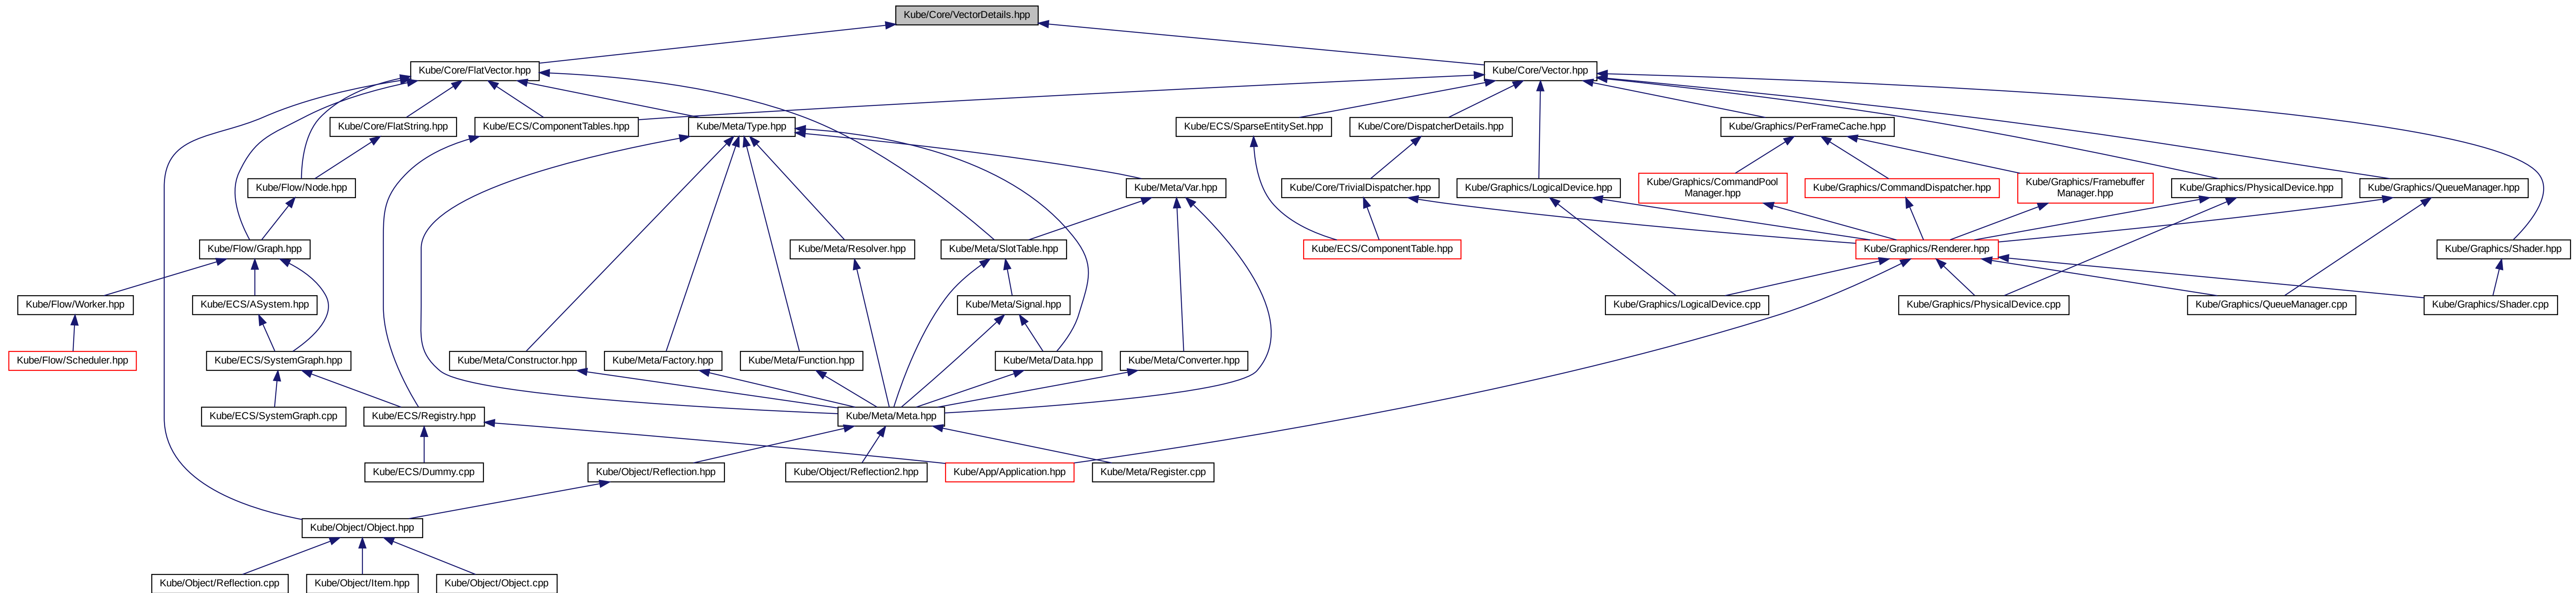 Kube/Core/VectorDetails.hpp
Kube/Core/FlatVector.hpp
Kube/Core/Vector.hpp
Kube/Core/FlatString.hpp
Kube/ECS/ComponentTables.hpp
Kube/Meta/Type.hpp
Kube/ECS/SparseEntitySet.hpp
Kube/Core/DispatcherDetails.hpp
Kube/Graphics/PerFrameCache.hpp
Kube/Flow/Node.hpp
Kube/Meta/Var.hpp
Kube/Core/TrivialDispatcher.hpp
Kube/Graphics/LogicalDevice.hpp
Kube/Graphics/CommandPool
Manager.hpp
Kube/Graphics/CommandDispatcher.hpp
Kube/Graphics/Framebuffer
Manager.hpp
Kube/Graphics/PhysicalDevice.hpp
Kube/Graphics/QueueManager.hpp
Kube/Flow/Graph.hpp
Kube/Meta/Resolver.hpp
Kube/Meta/SlotTable.hpp
Kube/ECS/ComponentTable.hpp
Kube/Graphics/Renderer.hpp
Kube/Graphics/Shader.hpp
Kube/Flow/Worker.hpp
Kube/ECS/ASystem.hpp
Kube/Meta/Signal.hpp
Kube/Graphics/LogicalDevice.cpp
Kube/Graphics/PhysicalDevice.cpp
Kube/Graphics/QueueManager.cpp
Kube/Graphics/Shader.cpp
Kube/Flow/Scheduler.hpp
Kube/ECS/SystemGraph.hpp
Kube/Meta/Constructor.hpp
Kube/Meta/Factory.hpp
Kube/Meta/Function.hpp
Kube/Meta/Data.hpp
Kube/Meta/Converter.hpp
Kube/ECS/SystemGraph.cpp
Kube/ECS/Registry.hpp
Kube/Meta/Meta.hpp
Kube/ECS/Dummy.cpp
Kube/Object/Reflection.hpp
Kube/Object/Reflection2.hpp
Kube/App/Application.hpp
Kube/Meta/Register.cpp
Kube/Object/Object.hpp
Kube/Object/Reflection.cpp
Kube/Object/Item.hpp
Kube/Object/Object.cpp